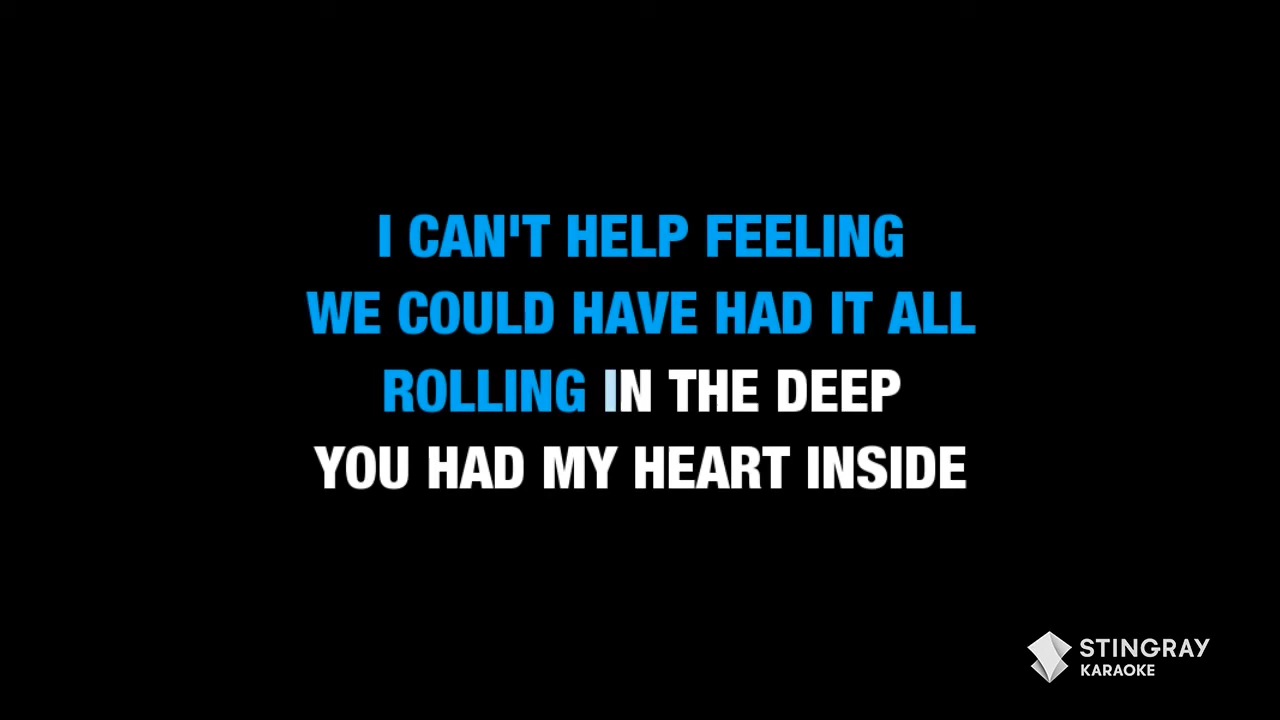 I CAN'T HELP FEELING
WE COULD HAVE HAD IT ALL
ROLLING IN THE DEEP
YOU HAD MY HEART INSIDE
STINGRAY
KARAOKE